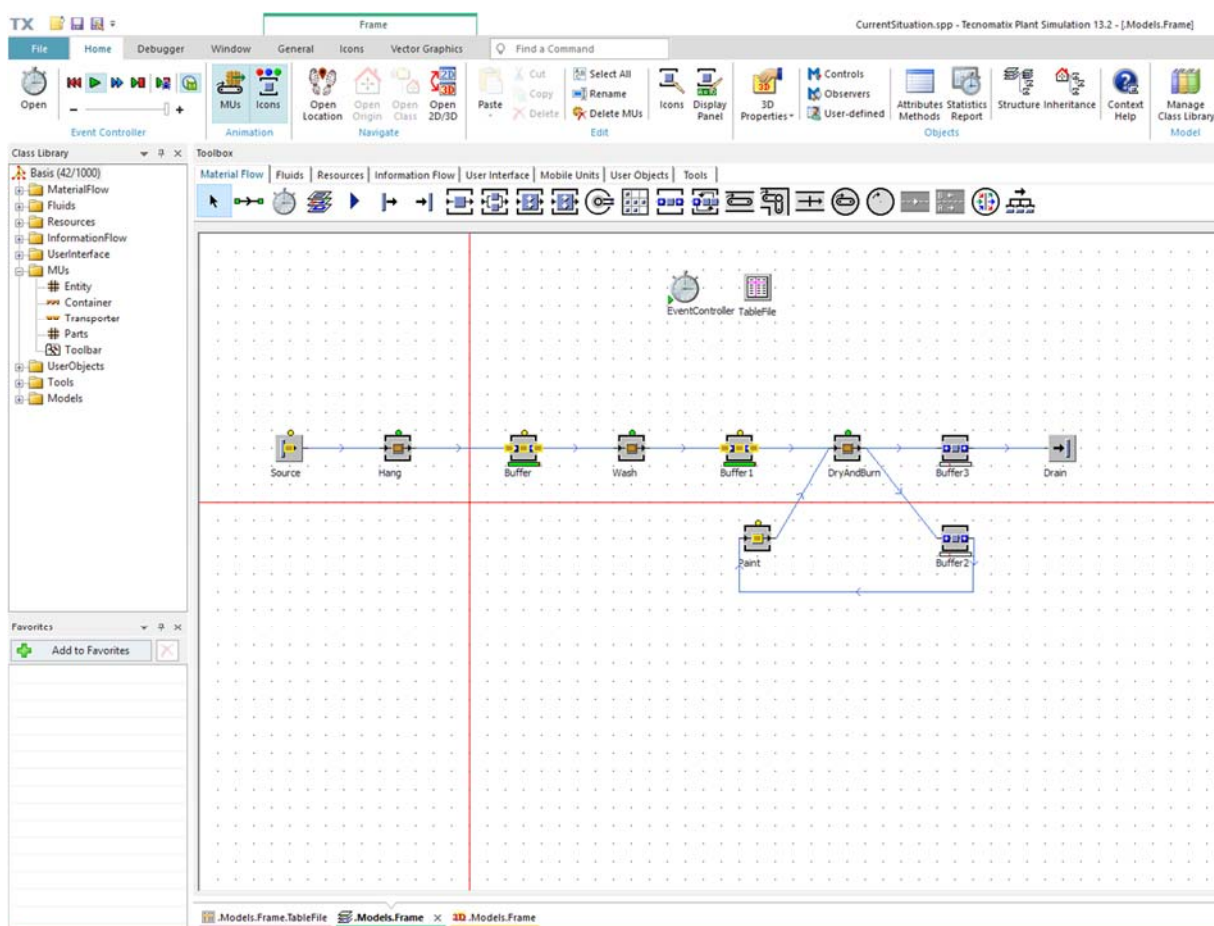 TX
Frame
CurrentSituation.spp - Tecnomatix Plant Simulation 13.2 - [.Models.Frame]
File Home Debugger Window General Icons Vector Graphics Find a Command
Open
MUs Icons
Open Location
Open Origin
Open Class
Open 2D/3D
Paste
Cut
Copy
Delete
Select All
Rename
Delete MUs
Icons
Display Panel
3D Properties
Controls
Observers
User-defined
Attributes Methods
Statistics Report
Structure
Inheritance
Context Help
Manage Class Library
Event Controller Animation Navigate Edit Objects Model
Class Library
Toolbox
Basis (42/1000)
MaterialFlow
Fluids
Resources
InformationFlow
UserInterface
MUs
Entity
Container
Transporter
Parts
Toolbar
UserObjects
Tools
Models
Material Flow Fluids Resources Information Flow User Interface Mobile Units User Objects Tools
EventController TableFile
Source Hang Buffer Wash Buffer1 DryAndBurn Buffer3 Drain
Paint Buffer2
Favorites
Add to Favorites
.Models.Frame.TableFile .Models.Frame .Models.Frame